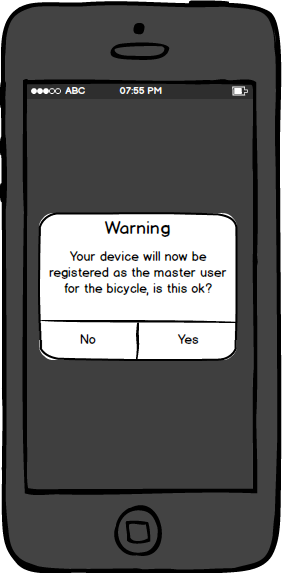 ABC 07:55 PM
Warning
Your device will now be
registered as the master user
for the bicycle, is this ok?
No Yes